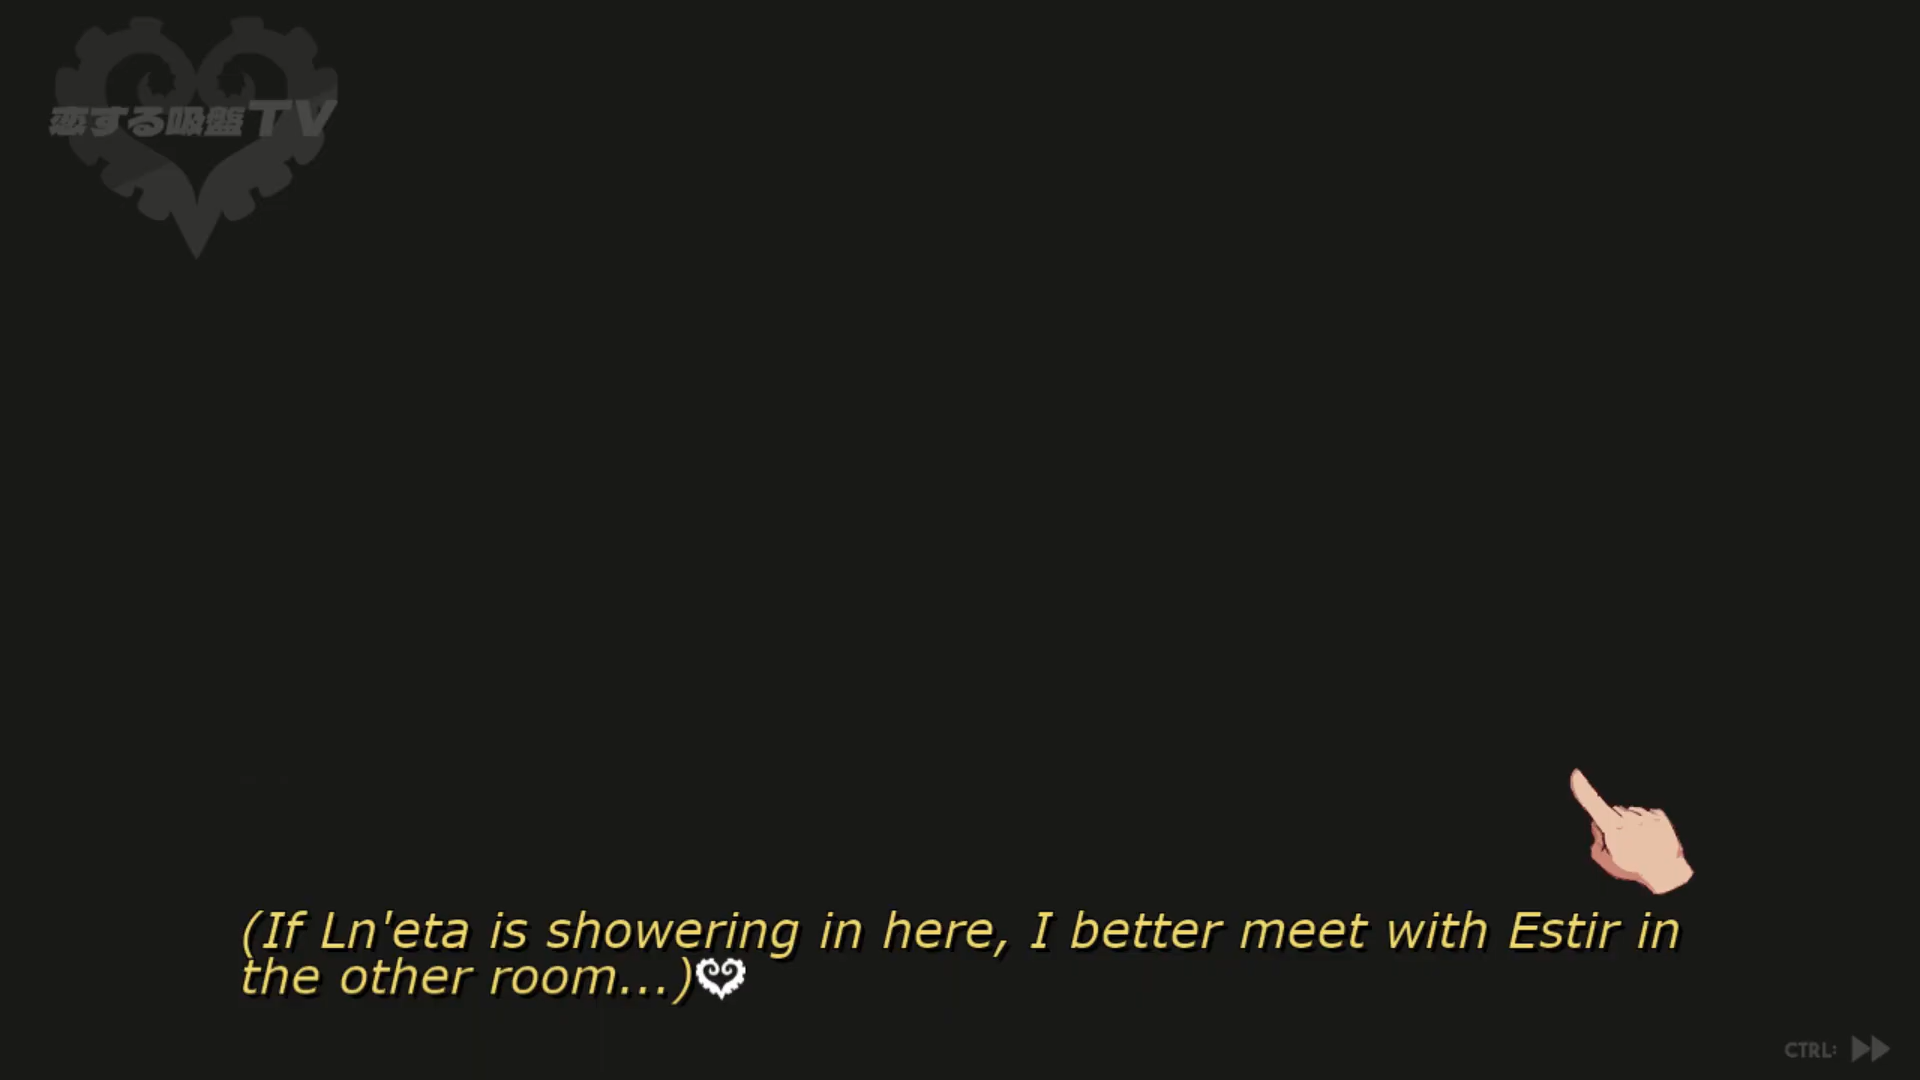 恋する吸盤TV
(If Ln'eta is showering in here, I better meet with Estir in
the other room...)
CTRL: